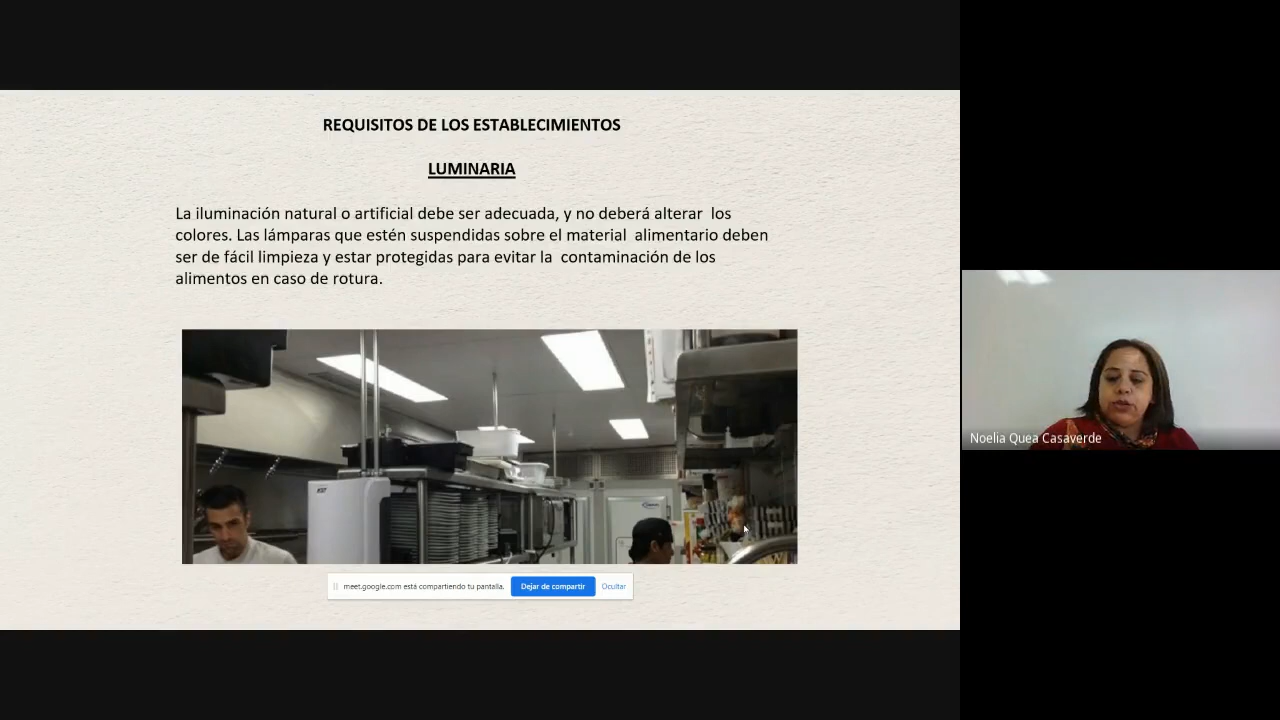 REQUISITOS DE LOS ESTABLECIMIENTOS
LUMINARIA
La iluminación natural o artificial debe ser adecuada, y no deberá alterar los
colores. Las lámparas que estén suspendidas sobre el material alimentario deben
ser de fácil limpieza y estar protegidas para evitar la contaminación de los
alimentos en caso de rotura.
meet.google.com está compartiendo tu pantalla.
Dejar de compartir
Ocultar
Noelia Quea Casaverde